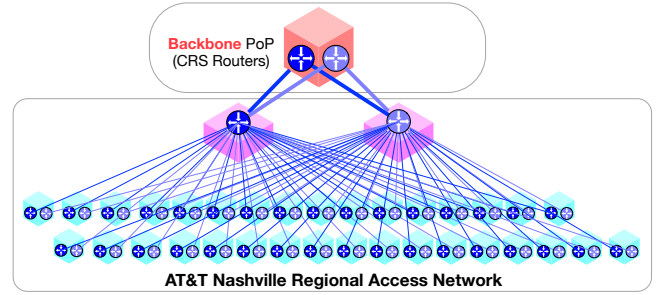 Backbone PoP
(CRS Routers)
AT&T Nashville Regional Access Network